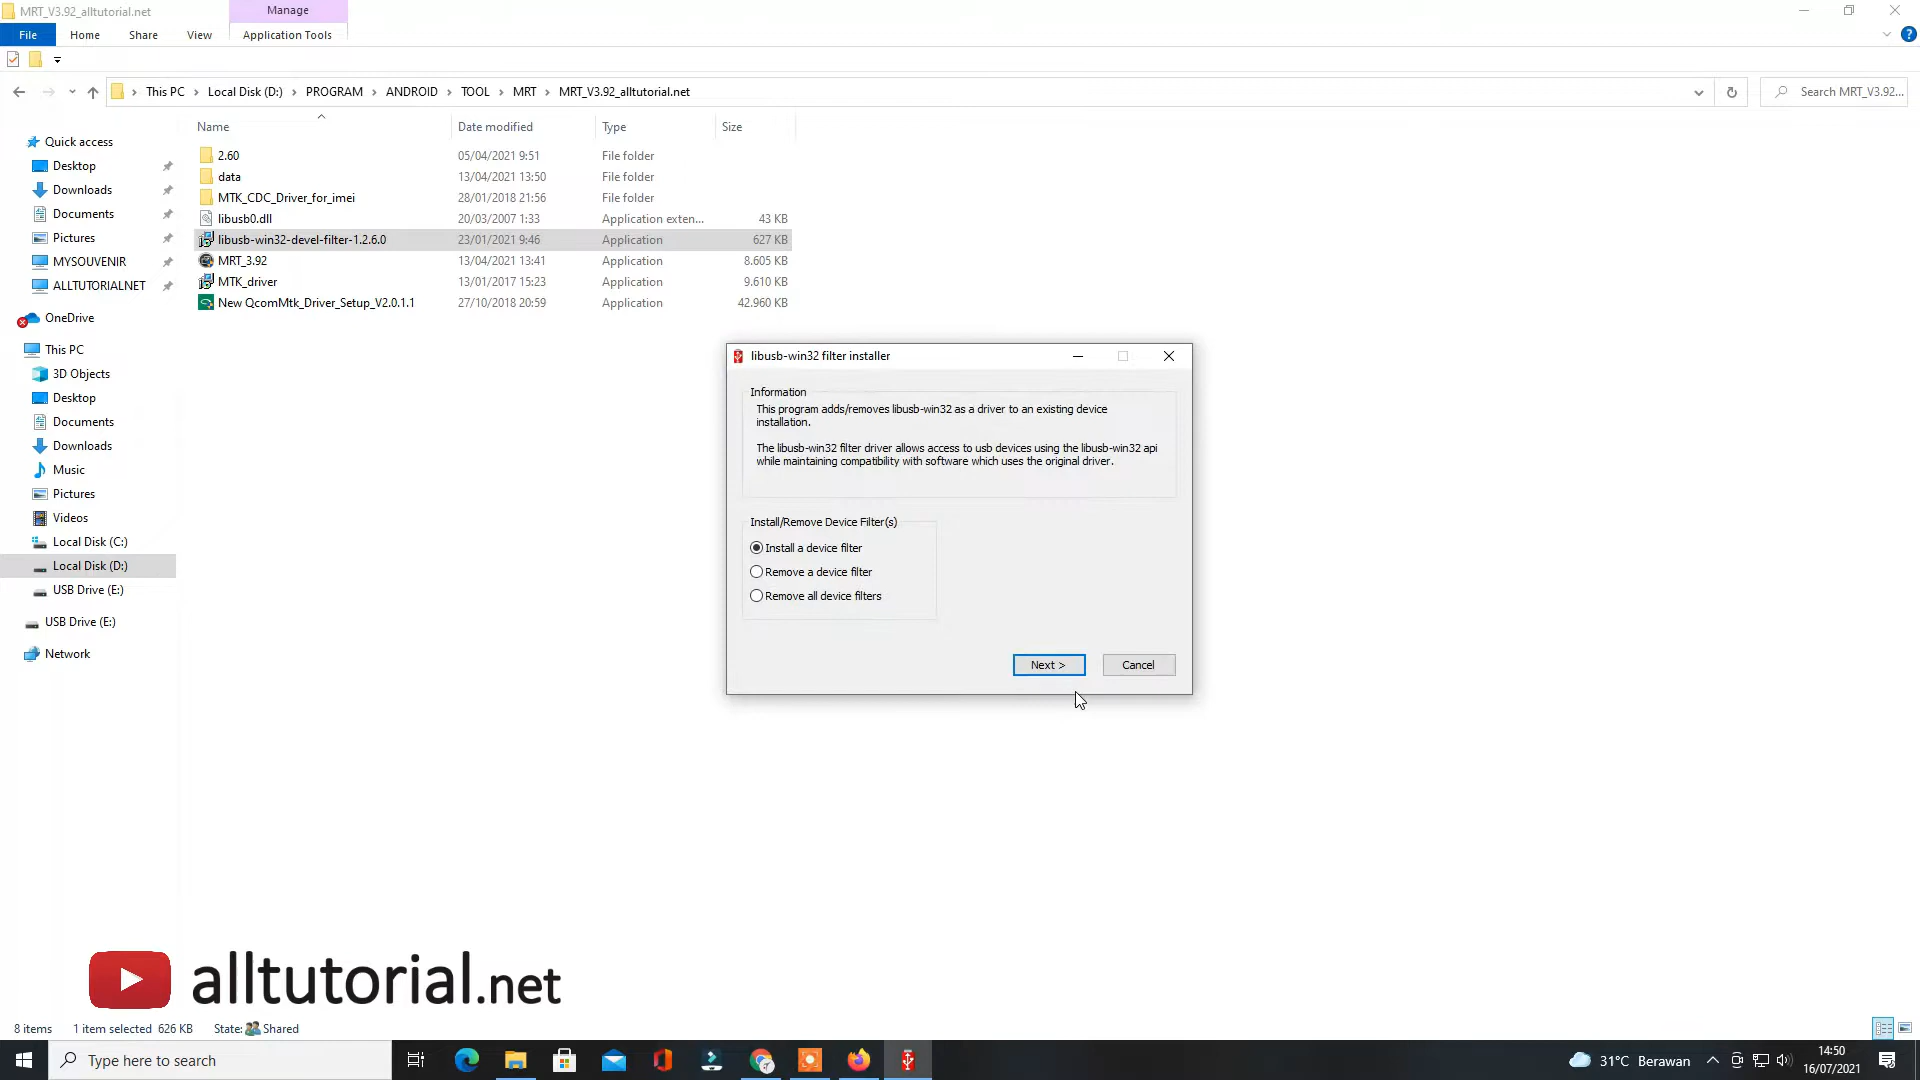 MRT_V3.92_alltutorial.net
Manage
File
Home
Share
View
Application Tools
This PC
Local Disk (D:)
PROGRAM
ANDROID
TOOL
MRT
MRT_V3.92_alltutorial.net
Search MRT_V3.92...
Name
Date modified
Type
Size
2.60
05/04/2021 9:51
File folder
data
13/04/2021 13:50
File folder
MTK_CDC_Driver_for_imei
28/01/2018 21:56
File folder
libusb0.dll
20/03/2007 1:33
Application exten...
43 KB
libusb-win32-devel-filter-1.2.6.0
23/01/2021 9:46
Application
627 KB
MRT_3.92
13/04/2021 13:41
Application
8.605 KB
MTK_driver
13/01/2017 15:23
Application
9.610 KB
New QcomMtk_Driver_Setup_V2.0.1.1
27/10/2018 20:59
Application
42.960 KB
Quick access
Desktop
Downloads
Documents
Pictures
MYSOUVENIR
ALLTUTORIALNET
OneDrive
This PC
3D Objects
Desktop
Documents
Downloads
Music
Pictures
Videos
Local Disk (C:)
Local Disk (D:)
USB Drive (E:)
USB Drive (E:)
Network
libusb-win32 filter installer
Information
This program adds/removes libusb-win32 as a driver to an existing device
installation.
The libusb-win32 filter driver allows access to usb devices using the libusb-win32 api
while maintaining compatibility with software which uses the original driver.
Install/Remove Device Filter(s)
Install a device filter
Remove a device filter
Remove all device filters
Next >
Cancel
alltutorial.net
8 items
1 item selected 626 KB
State: Shared
Type here to search
31°C Berawan
14:50
16/07/2021